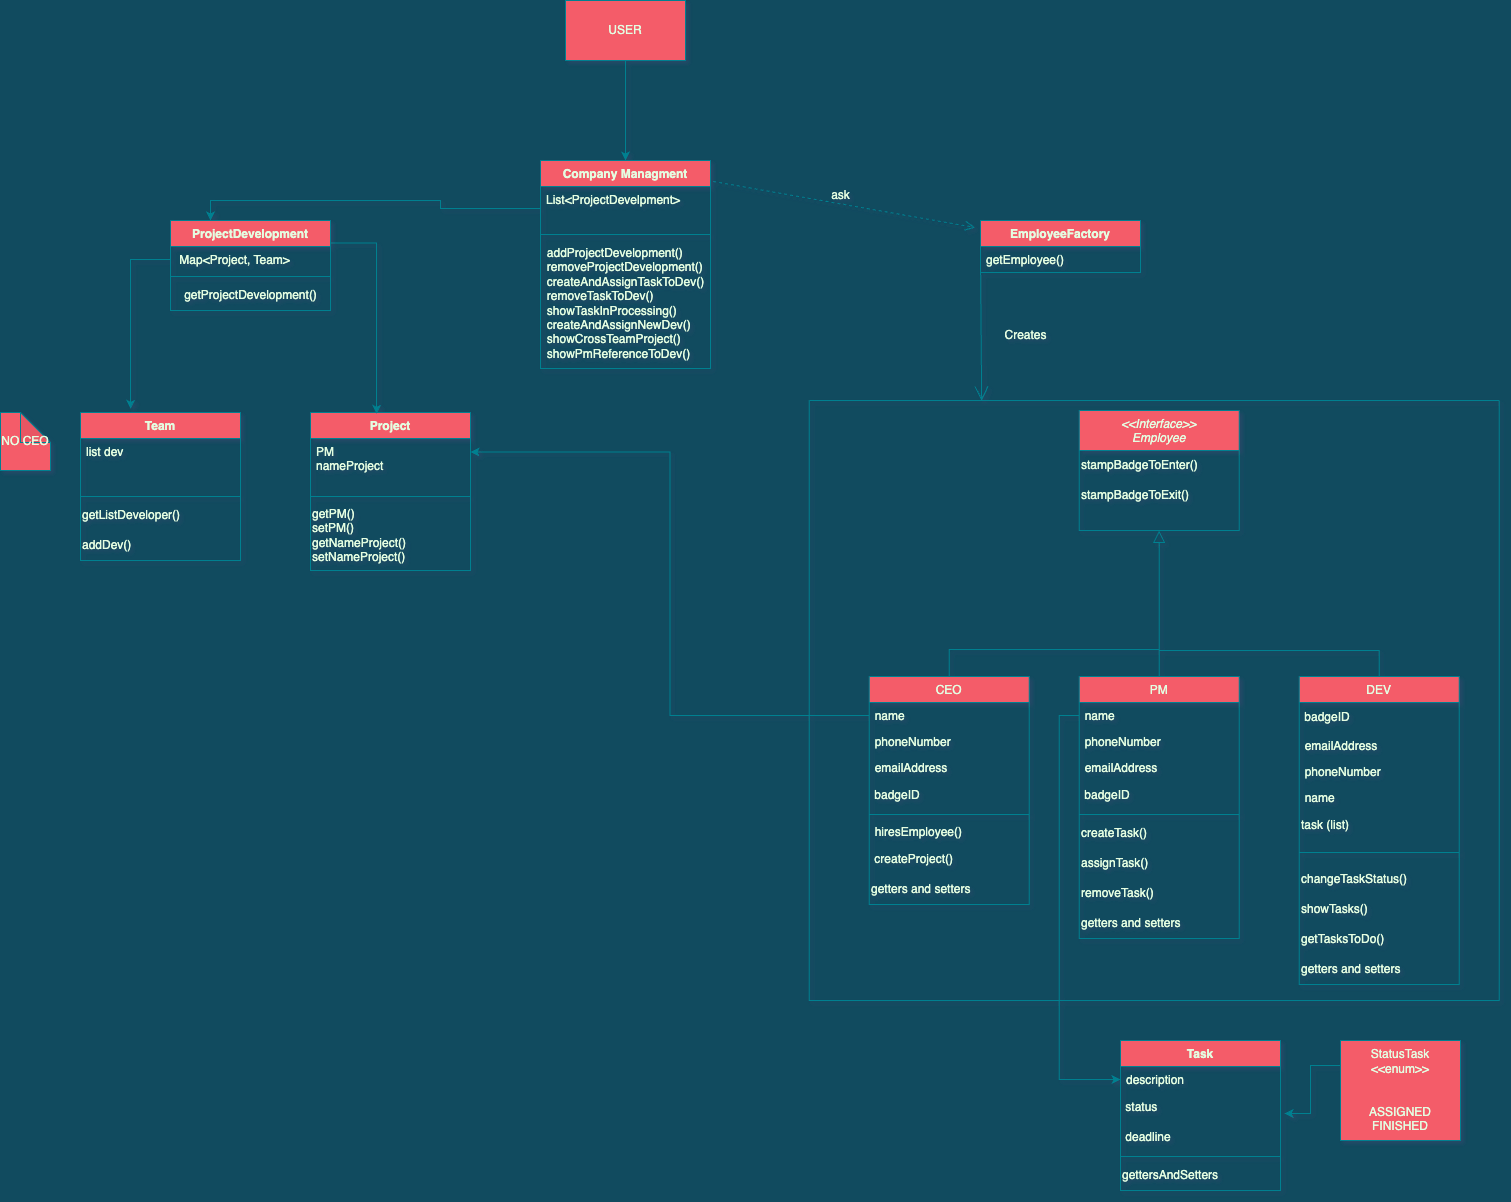 USER
Company Managment
List<ProjectDevelpment>
addProjectDevelopment()
removeProjectDevelopment()
createAndAssignTaskToDev()
removeTaskToDev()
showTaskInProcessing()
createAndAssignNewDev()
showCrossTeamProject()
showPmReferenceToDev()
ask
ProjectDevelopment
Map<Project, Team>
getProjectDevelopment()
EmployeeFactory
getEmployee()
Creates
NO CEO
Team
list dev
getListDeveloper()
addDev()
Project
PM
nameProject
getPM()
setPM()
getNameProject()
setNameProject()
<<Interface>>
Employee
stampBadgeToEnter()
stampBadgeToExit()
CEO
name
phoneNumber
emailAddress
badgeID
hiresEmployee()
createProject()
getters and setters
PM
name
phoneNumber
emailAddress
badgeID
createTask()
assignTask()
removeTask()
getters and setters
DEV
badgeID
emailAddress
phoneNumber
name
task (list)
changeTaskStatus()
showTasks()
getTasksToDo()
getters and setters
Task
description
status
deadline
gettersAndSetters
StatusTask
<<enum>>
ASSIGNED
FINISHED